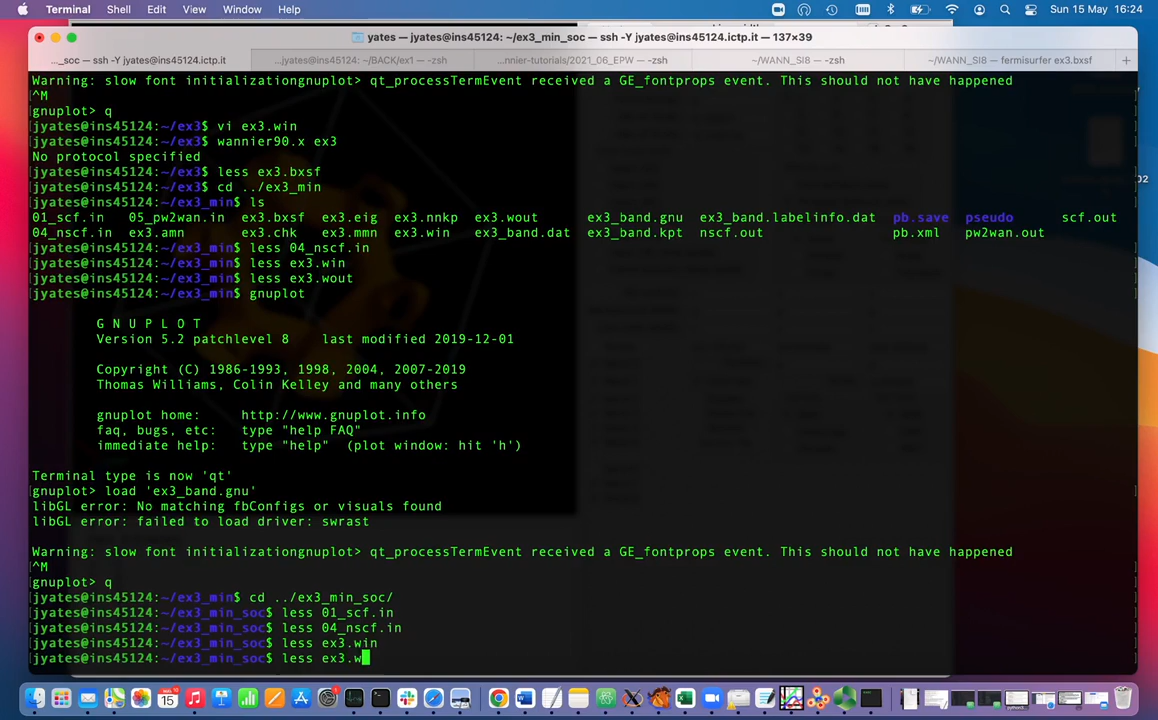 Terminal Shell Edit View Window Help Sun 15 May 16:24
yates — jyates@ins45124: ~/ex3_min_soc — ssh -Y jyates@ins45124.ictp.it — 137×39
..._soc — ssh -Y jyates@ins45124.ictp.it ...jyates@ins45124: ~/BACK/ex1 — -zsh ...nnier-tutorials/2021_06_EPW — -zsh ~/WANN_SI8 — -zsh ~/WANN_SI8 — fermisurfer ex3.bxsf +
Warning: slow font initializationgnuplot> qt_processTermEvent received a GE_fontprops event. This should not have happened
^M
gnuplot> q
[jyates@ins45124:~/ex3$ vi ex3.win
[jyates@ins45124:~/ex3$ wannier90.x ex3
No protocol specified
[jyates@ins45124:~/ex3$ less ex3.bxsf
[jyates@ins45124:~/ex3$ cd ../ex3_min
[jyates@ins45124:~/ex3_min$ ls
01_scf.in 05_pw2wan.in ex3.bxsf ex3.eig ex3.nnkp ex3.wout ex3_band.gnu ex3_band.labelinfo.dat pb.save pseudo scf.out
04_nscf.in ex3.amn ex3.chk ex3.mmn ex3.win ex3_band.dat ex3_band.kpt nscf.out pb.xml pw2wan.out
[jyates@ins45124:~/ex3_min$ less 04_nscf.in
[jyates@ins45124:~/ex3_min$ less ex3.win
[jyates@ins45124:~/ex3_min$ less ex3.wout
[jyates@ins45124:~/ex3_min$ gnuplot
G N U P L O T
Version 5.2 patchlevel 8 last modified 2019-12-01
Copyright (C) 1986-1993, 1998, 2004, 2007-2019
Thomas Williams, Colin Kelley and many others
gnuplot home: http://www.gnuplot.info
faq, bugs, etc: type "help FAQ"
immediate help: type "help" (plot window: hit 'h')
Terminal type is now 'qt'
[gnuplot> load 'ex3_band.gnu'
libGL error: No matching fbConfigs or visuals found
libGL error: failed to load driver: swrast
Warning: slow font initializationgnuplot> qt_processTermEvent received a GE_fontprops event. This should not have happened
^M
gnuplot> q
[jyates@ins45124:~/ex3_min$ cd ../ex3_min_soc/
[jyates@ins45124:~/ex3_min_soc$ less 01_scf.in
[jyates@ins45124:~/ex3_min_soc$ less 04_nscf.in
[jyates@ins45124:~/ex3_min_soc$ less ex3.win
jyates@ins45124:~/ex3_min_soc$ less ex3.w